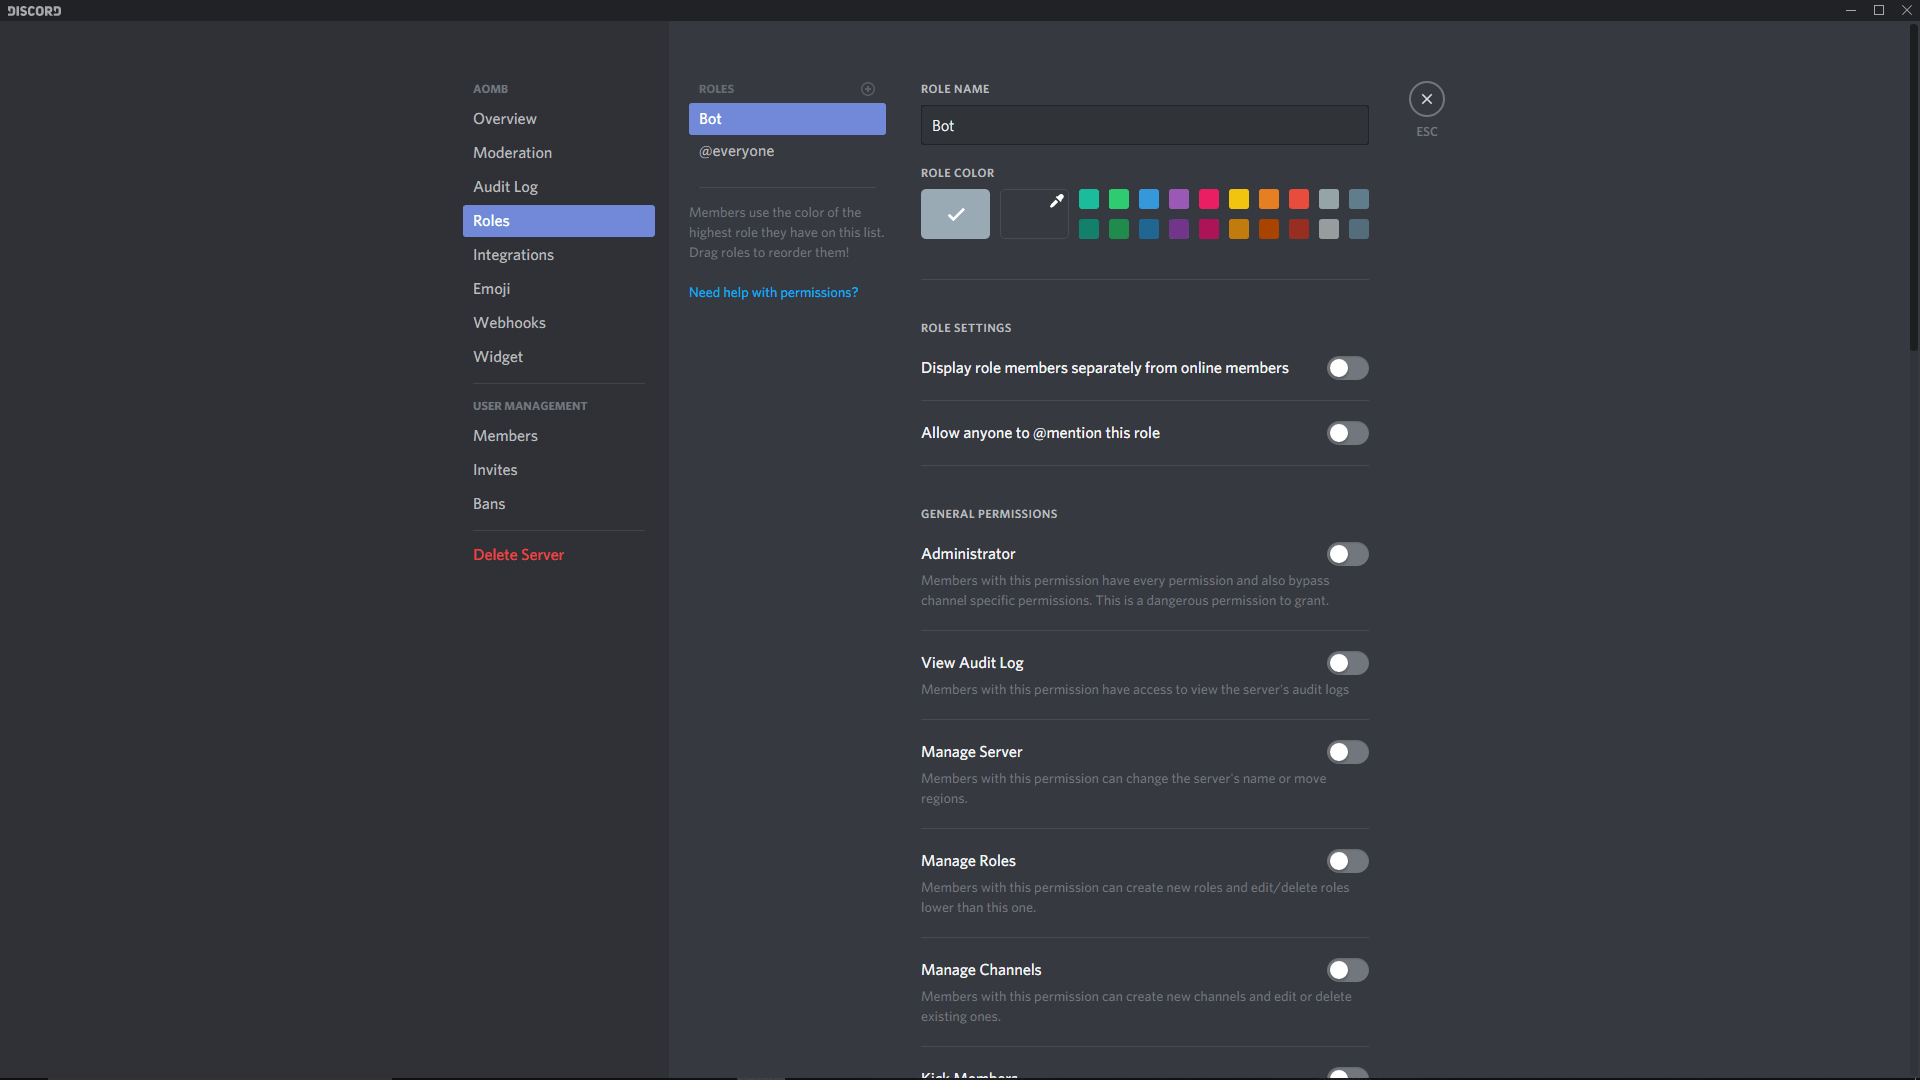 DISCORD
AOMB
Overview
Moderation
Audit Log
Roles
Integrations
Emoji
Webhooks
Widget
USER MANAGEMENT
Members
Invites
Bans
Delete Server
ROLES
Bot
@everyone
Members use the color of the
highest role they have on this list.
Drag roles to reorder them!
Need help with permissions?
ROLE NAME
Bot
ROLE COLOR
ROLE SETTINGS
Display role members separately from online members
Allow anyone to @mention this role
GENERAL PERMISSIONS
Administrator
Members with this permission have every permission and also bypass
channel specific permissions. This is a dangerous permission to grant.
View Audit Log
Members with this permission have access to view the server's audit logs
Manage Server
Members with this permission can change the server's name or move
regions.
Manage Roles
Members with this permission can create new roles and edit/delete roles
lower than this one.
Manage Channels
Members with this permission can create new channels and edit or delete
existing ones.
Kick Members
ESC